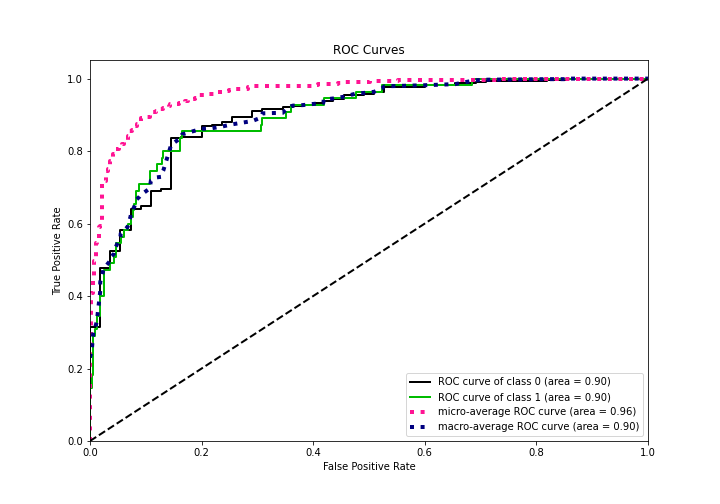 ROC Curves
True Positive Rate
1.0
0.8
0.6
0.4
0.2
0.0
0.0 0.2 0.4 0.6 0.8 1.0
False Positive Rate
ROC curve of class 0 (area = 0.90)
ROC curve of class 1 (area = 0.90)
micro-average ROC curve (area = 0.96)
macro-average ROC curve (area = 0.90)